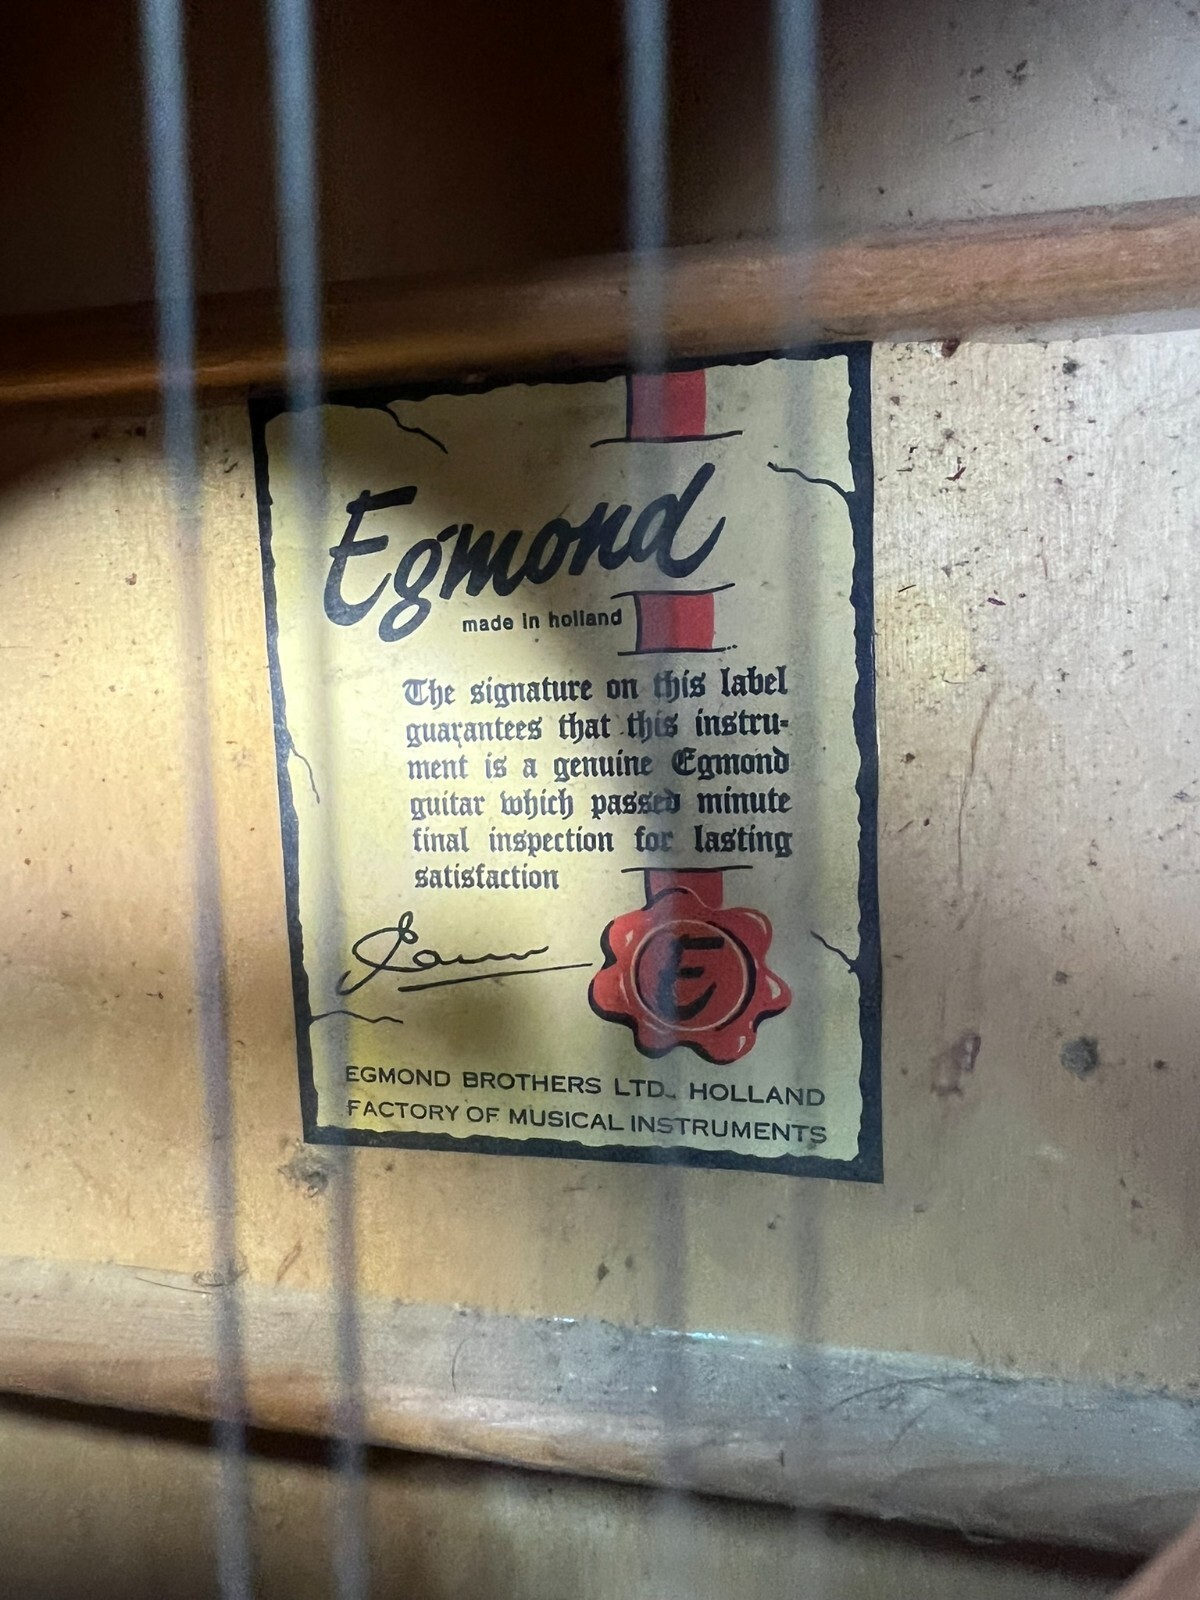 Egmond
made in holland
The signature on this label
guarantees that this instru-
ment is a genuine Egmond
guitar which passed minute
final inspection for lasting
satisfaction
E
EGMOND BROTHERS LTD. HOLLAND
FACTORY OF MUSICAL INSTRUMENTS